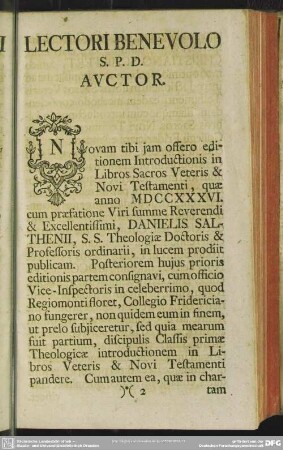 LECTORI BENEVOLO
S. P. D.
AVCTOR.
Novam tibi jam offero edi-
tionem Introductionis in
Libros Sacros Veteris &
Novi Testamenti, quæ
anno MDCCXXXVI.
cum præfatione Viri summe Reverendi
& Excellentissimi, DANIELIS SAL-
THENII, S. S. Theologiæ Doctoris &
Professoris ordinarii, in lucem prodiit
publicam. Posteriorem hujus prioris
editionis partem consignavi, cum officio
Vice-Inspectoris in celeberrimo, quod
Regiomonti floret, Collegio Fridericia-
no fungerer, non quidem eum in finem,
ut prelo subjiceretur, sed quia mearum
fuit partium, discipulis Classis primæ
Theologicæ introductionem in Li-
bros Veteris & Novi Testamenti
pandere. Cum autem ea, quæ in char-
)( 2 tam
DFG